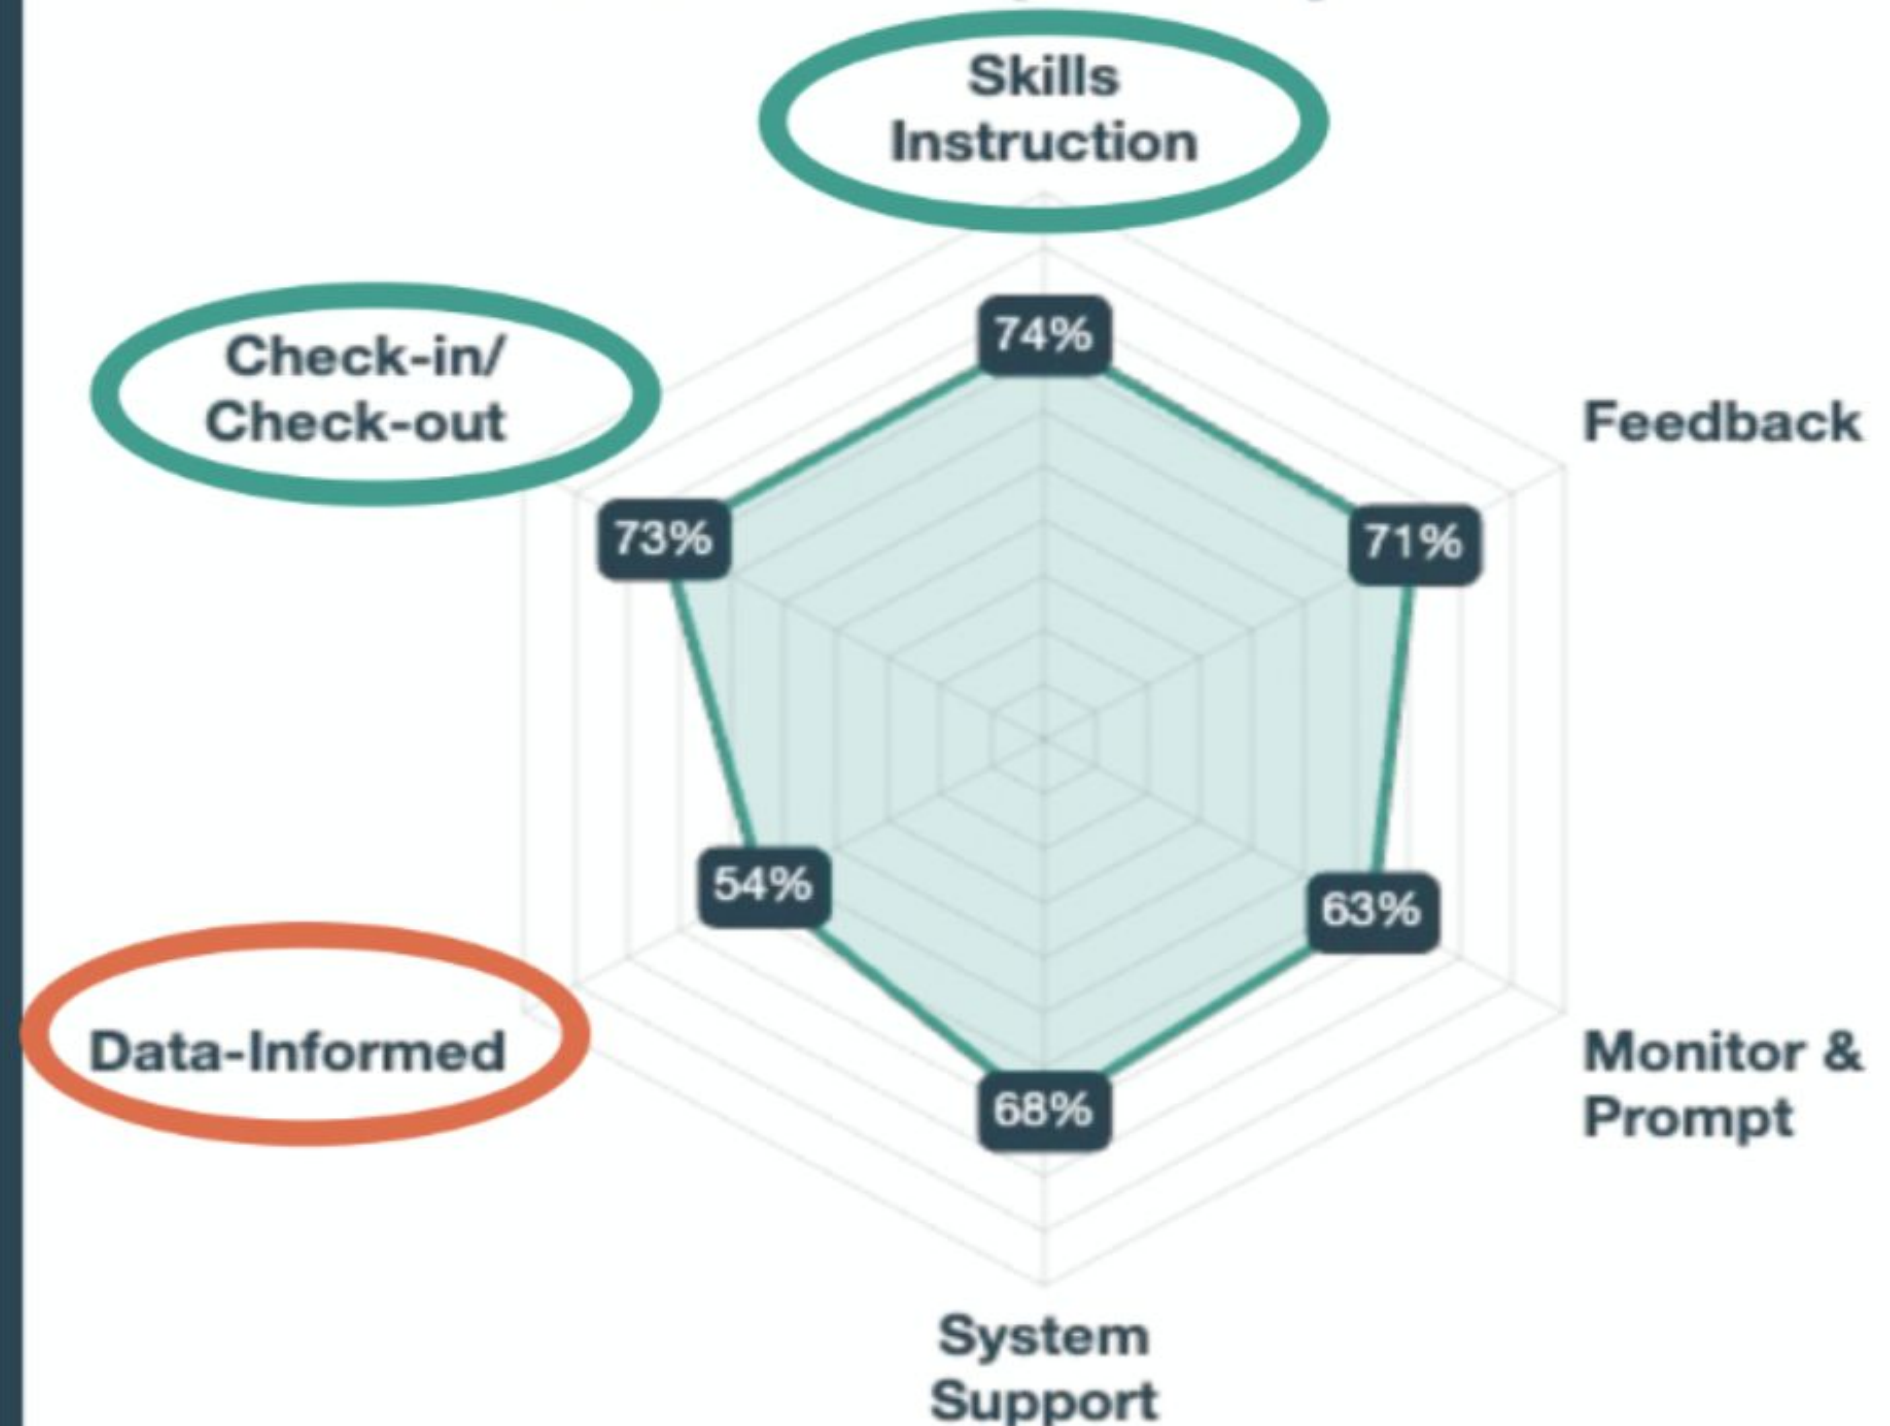 Skills
Instruction
74%
Check-in/
Check-out
Feedback
73%
71%
54%
63%
Data-Informed
Monitor &
Prompt
68%
System
Support